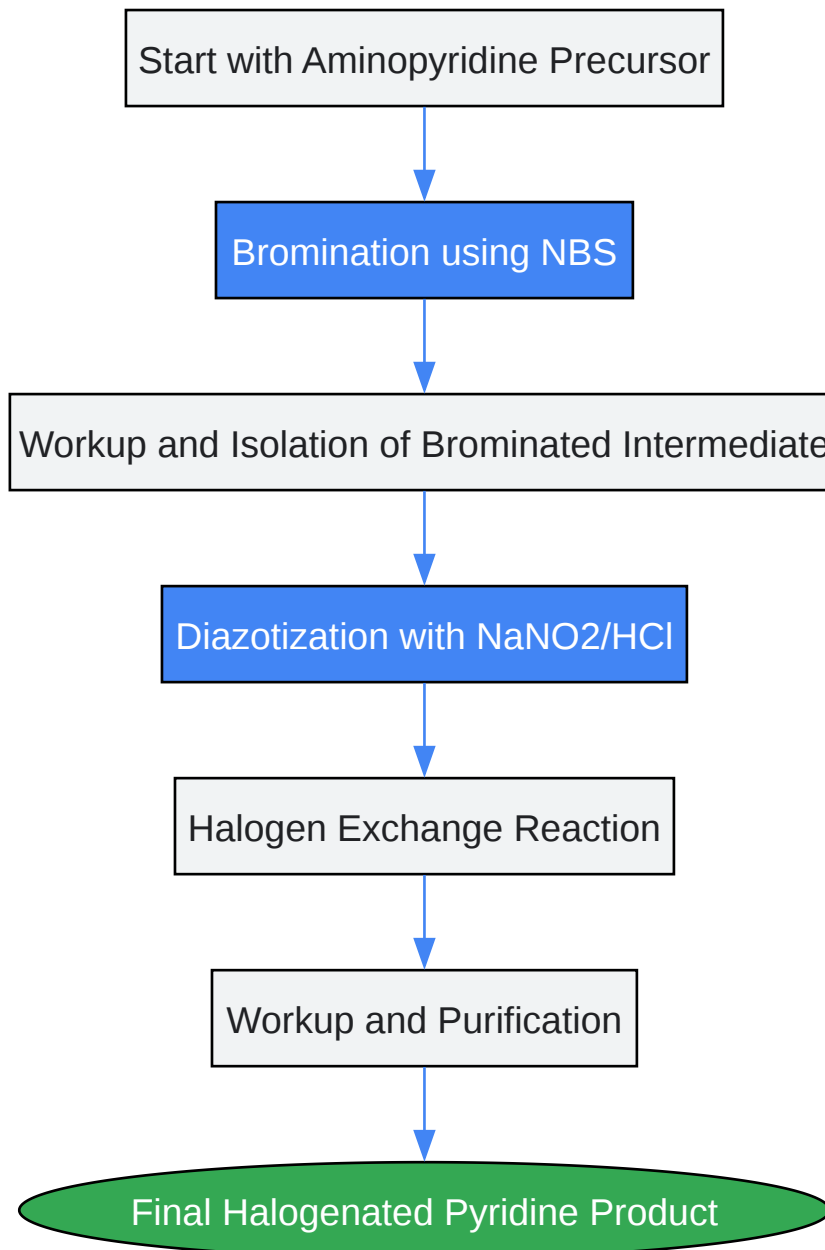 Start with Aminopyridine Precursor
Bromination using NBS
Workup and Isolation of Brominated Intermediate
Diazotization with NaNO2/HCl
Halogen Exchange Reaction
Workup and Purification
Final Halogenated Pyridine Product